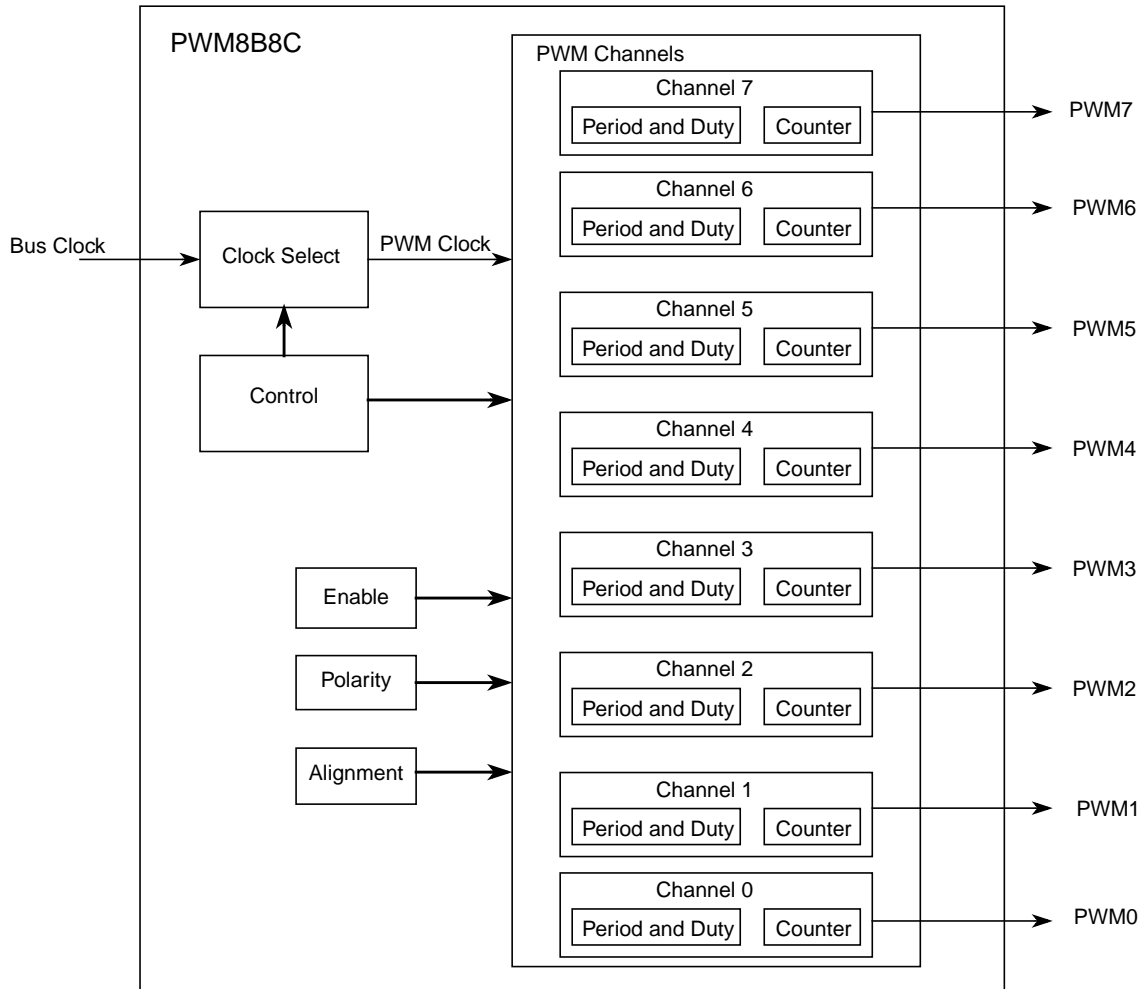 PWM8B8C
PWM Channels
Channel 7
Period and Duty Counter
PWM7
Channel 6
Period and Duty Counter
PWM6
Bus Clock
Clock Select
PWM Clock
Channel 5
Period and Duty Counter
PWM5
Control
Channel 4
Period and Duty Counter
PWM4
Channel 3
Period and Duty Counter
PWM3
Enable
Polarity
Channel 2
Period and Duty Counter
PWM2
Alignment
Channel 1
Period and Duty Counter
PWM1
Channel 0
Period and Duty Counter
PWM0